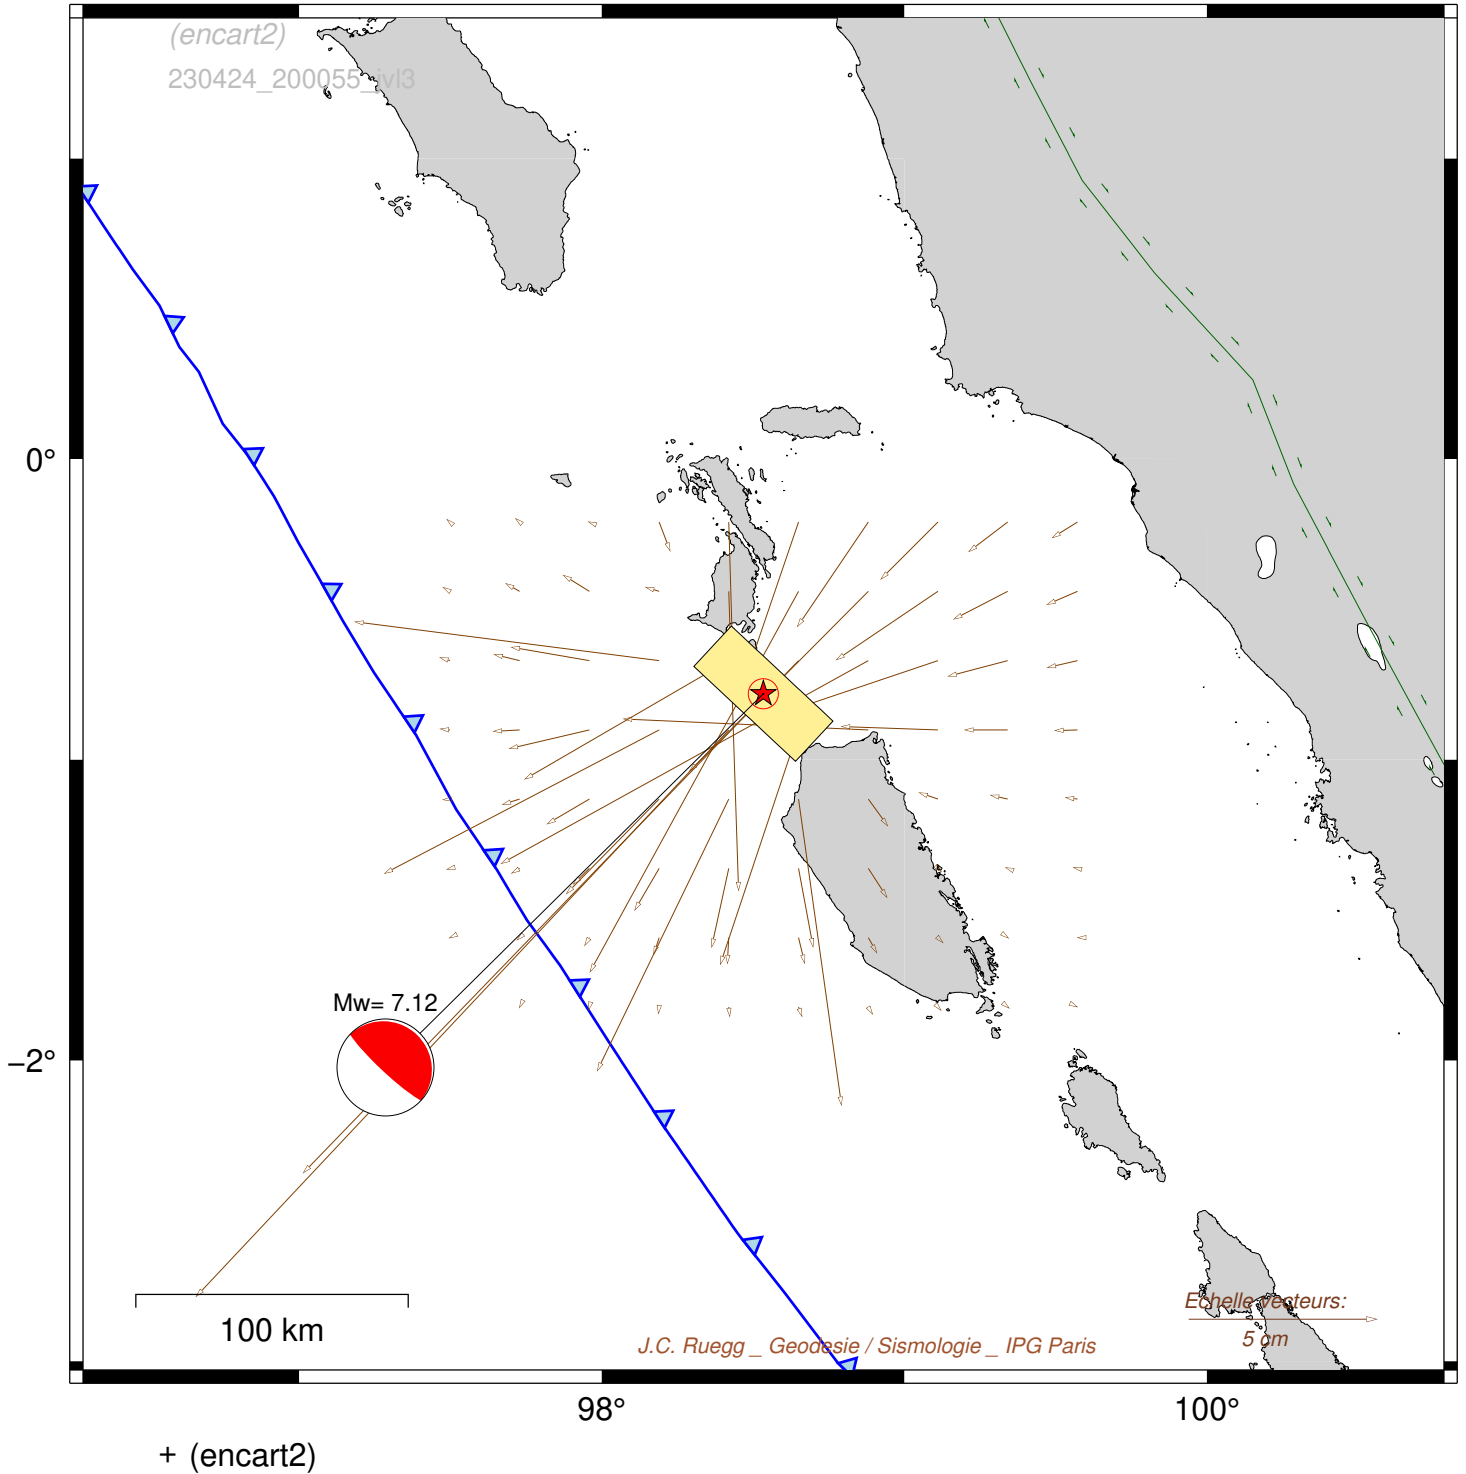 (encart2)
230424_200055_jvl3
0°
Mw= 7.12
−2°
100 km
Echelle vecteurs:
5 cm
J.C. Ruegg _ Geodesie / Sismologie _ IPG Paris
98°
100°
+ (encart2)